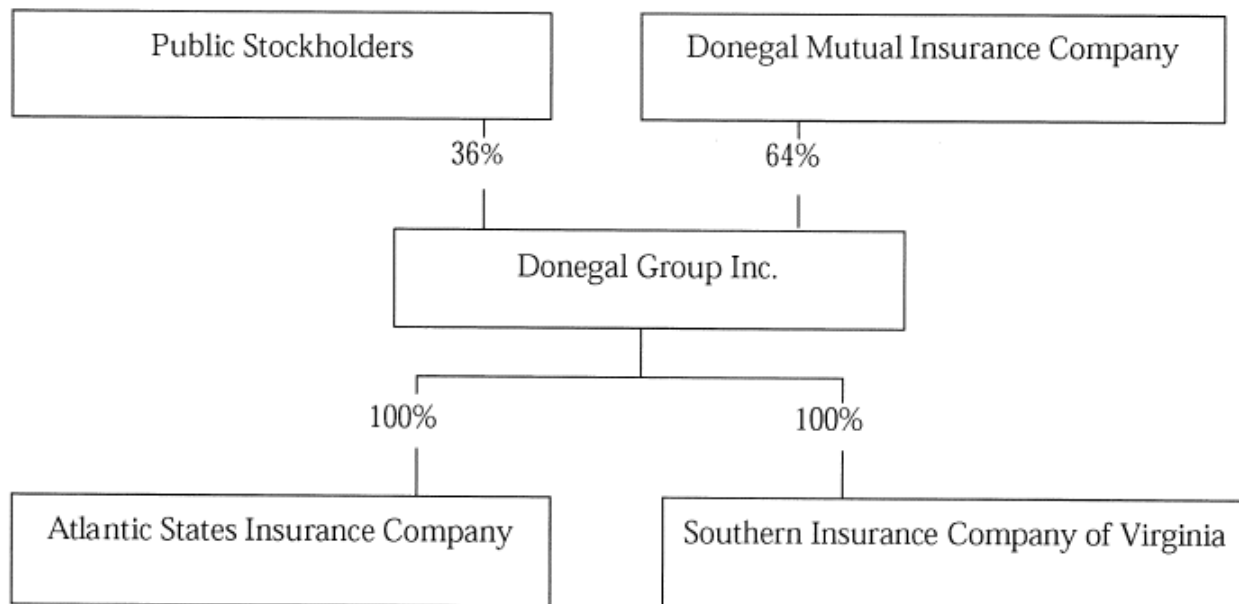 Public Stockholders
Donegal Mutual Insurance Company
36%
64%
Donegal Group Inc.
100%
100%
Atlantic States Insurance Company
Southern Insurance Company of Virginia